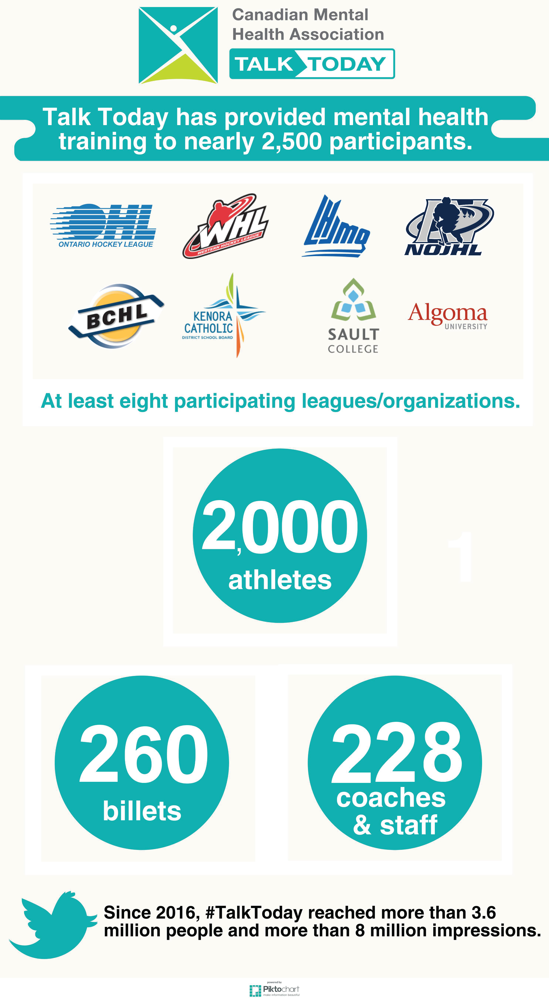 Canadian Mental
Health Association
TALK TODAY
Talk Today has provided mental health
training to nearly 2,500 participants.
OHL
ONTARIO HOCKEY LEAGUE
WHL
WESTERN HOCKEY LEAGUE
LHJmq
N
NOJHL
BCHL
KENORA
CATHOLIC
DISTRICT SCHOOL BOARD
SAULT
COLLEGE
Algoma
UNIVERSITY
At least eight participating leagues/organizations.
2,000
athletes
1
260
billets
228
coaches
& staff
Since 2016, #TalkToday reached more than 3.6
million people and more than 8 million impressions.
powered by
Piktochart
make information beautiful